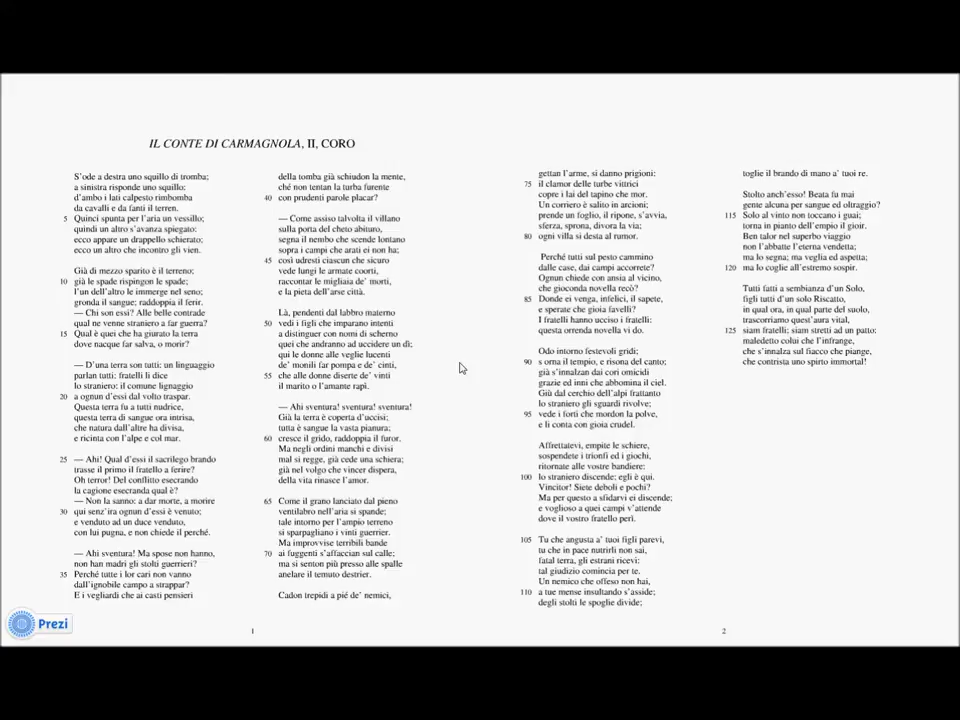 IL CONTE DI CARMAGNOLA, II, CORO
S'ode a destra uno squillo di tromba;
a sinistra risponde uno squillo:
d'ambo i lati calpesto rimbomba
da cavalli e da fanti il terren.
5 Quinci spunta per l'aria un vessillo;
quindi un altro s'avanza spiegato:
ecco appare un drappello schierato;
ecco un altro che incontro gli vien.
Già di mezzo sparito è il terreno;
10 già le spade rispingon le spade;
l'un dell'altro le immerge nel seno;
gronda il sangue; raddoppia il ferir.
— Chi son essi? Alle belle contrade
qual ne venne straniero a far guerra?
15 Qual è quei che ha giurato la terra
dove nacque far salva, o morir?
— D'una terra son tutti: un linguaggio
parlan tutti: fratelli li dice
lo straniero: il comune lignaggio
20 a ognun d'essi dal volto traspar.
Questa terra fu a tutti nudrice,
questa terra di sangue ora intrisa,
che natura dall'altre ha divisa,
e ricinta con l'alpe e col mar.
25 — Ahi! Qual d'essi il sacrilego brando
trasse il primo il fratello a ferire?
Oh terror! Del conflitto esecrando
la cagione esecranda qual è?
— Non la sanno: a dar morte, a morire
30 qui senz'ira ognun d'essi è venuto;
e venduto ad un duce venduto,
con lui pugna, e non chiede il perché.
— Ahi sventura! Ma spose non hanno,
non han madri gli stolti guerrieri?
35 Perché tutte i lor cari non vanno
dall'ignobile campo a strappar?
E i vegliardi che ai casti pensieri
della tomba già schiudon la mente,
ché non tentan la turba furente
40 con prudenti parole placar?
— Come assiso talvolta il villano
sulla porta del cheto abituro,
segna il nembo che scende lontano
sopra i campi che arati ei non ha;
45 così udresti ciascun che sicuro
vede lungi le armate coorti,
raccontar le migliaia de' morti,
e la pieta dell'arse città.
Là, pendenti dal labbro materno
50 vedi i figli che imparano intenti
a distinguer con nomi di scherno
quei che andranno ad uccidere un dì;
qui le donne alle veglie lucenti
de' monili far pompa e de' cinti,
55 che alle donne diserte de' vinti
il marito o l'amante rapì.
— Ahi sventura! sventura! sventura!
Già la terra è coperta d'uccisi;
tutta è sangue la vasta pianura;
60 cresce il grido, raddoppia il furor.
Ma negli ordini manchi e divisi
mal si regge, già cede una schiera;
già nel volgo che vincer dispera,
della vita rinasce l'amor.
65 Come il grano lanciato dal pieno
ventilabro nell'aria si spande;
tale intorno per l'ampio terreno
si sparpagliano i vinti guerrier.
Ma improvvise terribili bande
70 ai fuggenti s'affaccian sul calle;
ma si senton più presso alle spalle
anelare il temuto destrier.
Cadon trepidi a pié de' nemici,
gettan l'arme, si danno prigioni:
75 il clamor delle turbe vittrici
copre i lai del tapino che mor.
Un corriero è salito in arcioni;
prende un foglio, il ripone, s'avvia,
sferza, sprona, divora la via;
80 ogni villa si desta al rumor.
Perché tutti sul pesto cammino
dalle case, dai campi accorrete?
Ognun chiede con ansia al vicino,
che gioconda novella recò?
85 Donde ei venga, infelici, il sapete,
e sperate che gioia favelli?
I fratelli hanno ucciso i fratelli:
questa orrenda novella vi do.
Odo intorno festevoli gridi;
90 s'orna il tempio, e risona del canto;
già s'innalzan dai cori omicidi
grazie ed inni che abbomina il ciel.
Giù dal cerchio dell'alpi frattanto
lo straniero gli sguardi rivolve;
95 vede i forti che mordon la polve,
e li conta con gioia crudel.
Affrettatevi, empite le schiere,
sospendete i trionfi ed i giochi,
ritornate alle vostre bandiere:
100 lo straniero discende; egli è qui.
Vincitor! Siete deboli e pochi?
Ma per questo a sfidarvi ei discende;
e voglioso a quei campi v'attende
dove il vostro fratello perì.
105 Tu che angusta a' tuoi figli parevi,
tu che in pace nutrirli non sai,
fatal terra, gli estrani ricevi:
tal giudizio comincia per te.
Un nemico che offeso non hai,
110 a tue mense insultando s'asside;
degli stolti le spoglie divide;
toglie il brando di mano a' tuoi re.
Stolto anch'esso! Beata fu mai
gente alcuna per sangue ed oltraggio?
115 Solo al vinto non toccano i guai;
torna in pianto dell'empio il gioir.
Ben talor nel superbo viaggio
non l'abbatte l'eterna vendetta;
ma lo segna; ma veglia ed aspetta;
120 ma lo coglie all'estremo sospir.
Tutti fatti a sembianza d'un Solo,
figli tutti d'un solo Riscatto,
in qual ora, in qual parte del suolo,
trascorriamo quest'aura vital,
125 siam fratelli; siam stretti ad un patto:
maledetto colui che l'infrange,
che s'innalza sul fiacco che piange,
che contrista uno spirto immortal!
Prezi
1
2